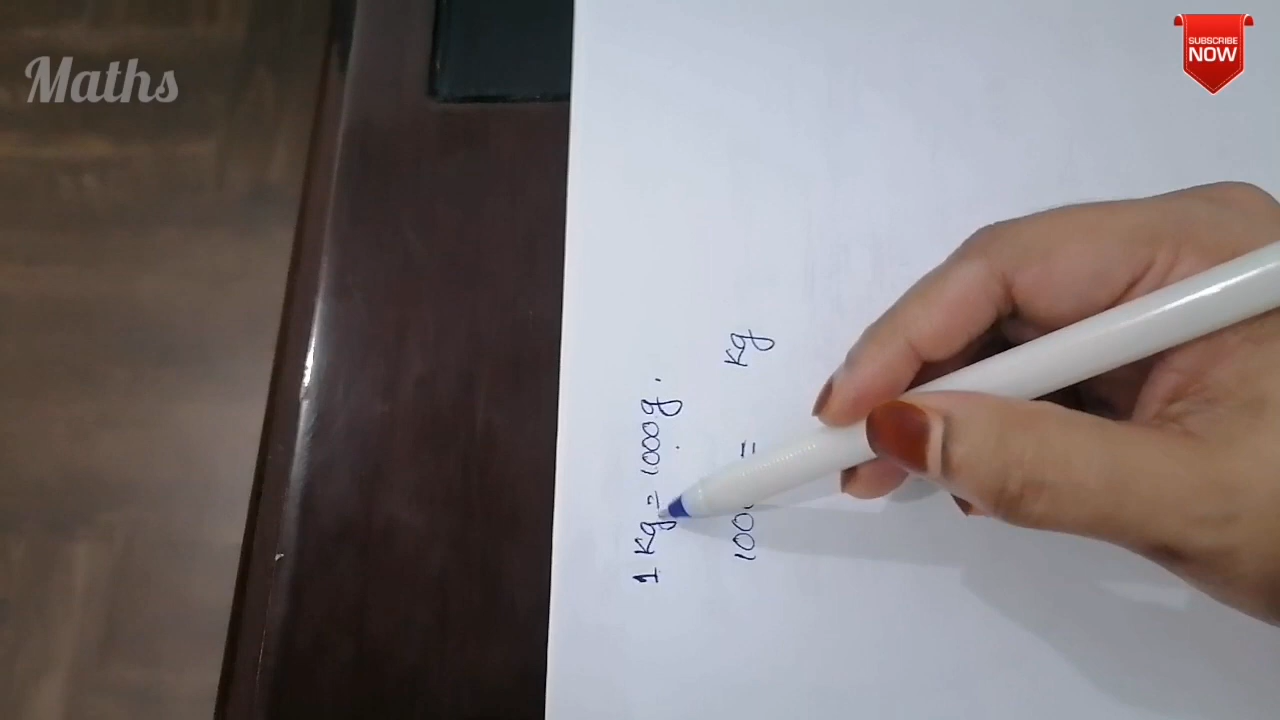 Maths
SUBSCRIBE
NOW
1 Kg = 1000g.
= Kg